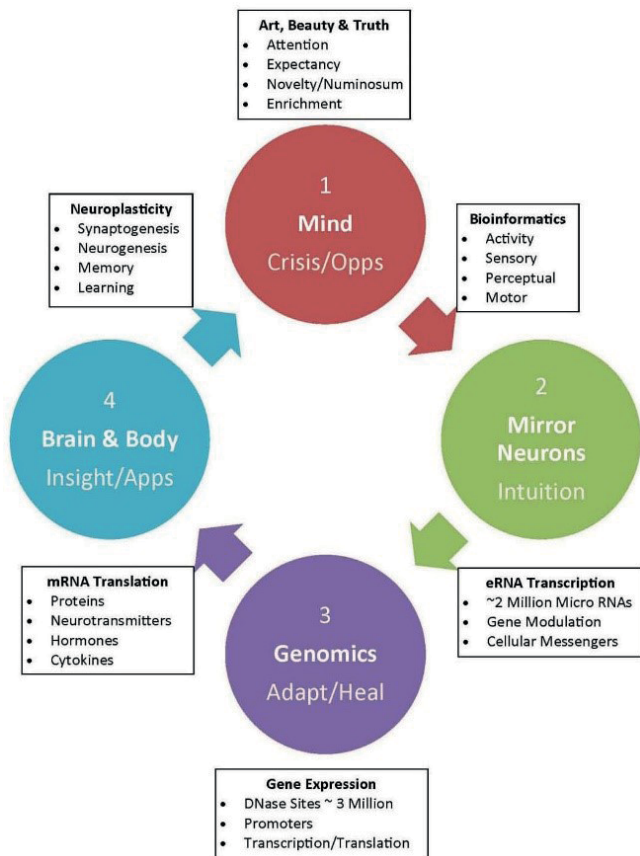 Art, Beauty & Truth
• Attention
• Expectancy
• Novelty/Numinosum
• Enrichment
1
Mind
Crisis/Opps
Neuroplasticity
• Synaptogenesis
• Neurogenesis
• Memory
• Learning
Bioinformatics
• Activity
• Sensory
• Perceptual
• Motor
4
Brain & Body
Insight/Apps
2
Mirror
Neurons
Intuition
mRNA Translation
• Proteins
• Neurotransmitters
• Hormones
• Cytokines
3
Genomics
Adapt/Heal
eRNA Transcription
• ~2 Million Micro RNAs
• Gene Modulation
• Cellular Messengers
Gene Expression
• DNase Sites ~ 3 Million
• Promoters
• Transcription/Translation